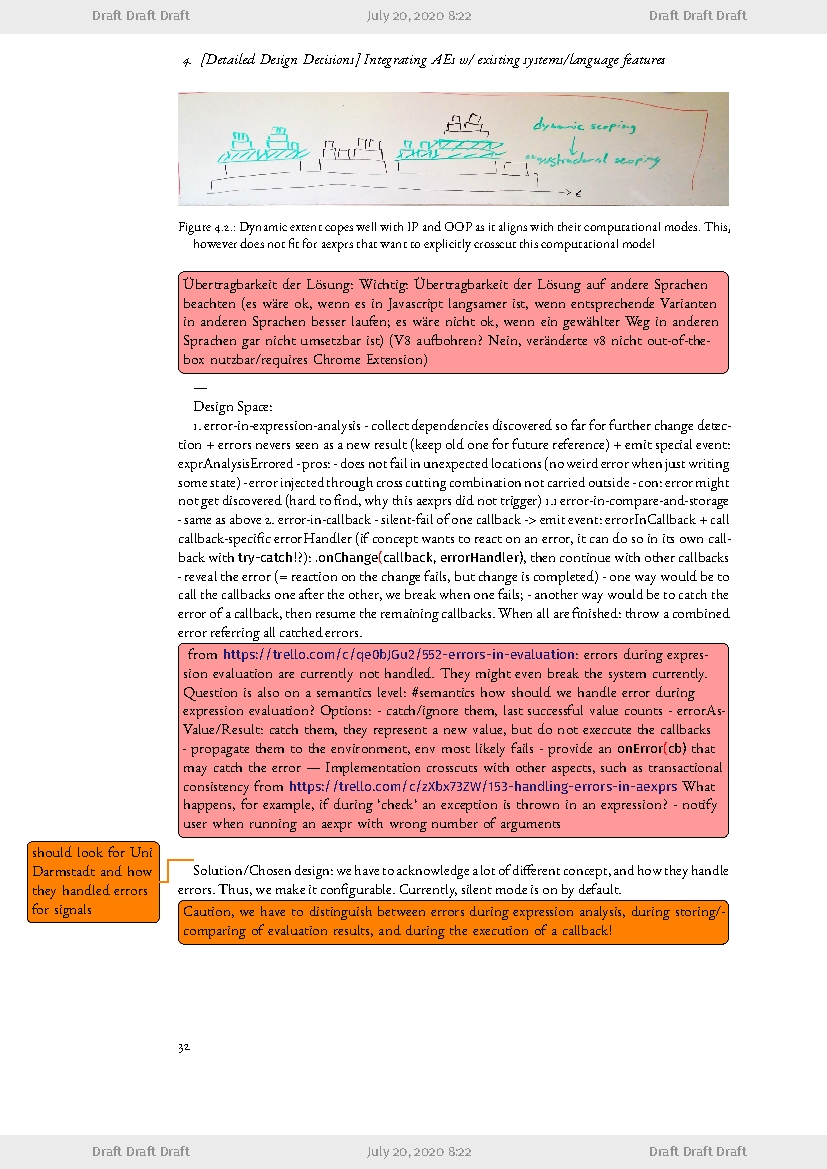 Draft Draft Draft July 20, 2020 8:22 Draft Draft Draft
4. [Detailed Design Decisions] Integrating AEs w/ existing systems/language features
dynamic scoping
structural scoping
t
Figure 4.2.: Dynamic extent copes well with IP and OOP as it aligns with their computational modes. This,
however does not fit for aexprs that want to explicitly crosscut this computational model
Übertragbarkeit der Lösung: Wichtig: Übertragbarkeit der Lösung auf andere Sprachen
beachten (es wäre ok, wenn es in Javascript langsamer ist, wenn entsprechende Varianten
in anderen Sprachen besser laufen; es wäre nicht ok, wenn ein gewählter Weg in anderen
Sprachen gar nicht umsetzbar ist) (V8 aufbohren? Nein, veränderte v8 nicht out-of-the-
box nutzbar/requires Chrome Extension)
—
Design Space:
1. error-in-expression-analysis - collect dependencies discovered so far for further change detec-
tion + errors nevers seen as a new result (keep old one for future reference) + emit special event:
exprAnalysisErrored - pros: - does not fail in unexpected locations (no weird error when just writing
some state) - error injected through cross cutting combination not carried outside - con: error might
not get discovered (hard to find, why this aexprs did not trigger) 1.1 error-in-compare-and-storage
- same as above 2. error-in-callback - silent-fail of one callback -> emit event: errorInCallback + call
callback-specific errorHandler (if concept wants to react on an error, it can do so in its own call-
back with try-catch!?): .onChange(callback, errorHandler), then continue with other callbacks
- reveal the error (= reaction on the change fails, but change is completed) - one way would be to
call the callbacks one after the other, we break when one fails; - another way would be to catch the
error of a callback, then resume the remaining callbacks. When all are finished: throw a combined
error referring all catched errors.
from https://trello.com/c/qe0bJGu2/552-errors-in-evaluation: errors during expres-
sion evaluation are currently not handled. They might even break the system currently.
Question is also on a semantics level: #semantics how should we handle error during
expression evaluation? Options: - catch/ignore them, last successful value counts - errorAs-
Value/Result: catch them, they represent a new value, but do not execcute the callbacks
- propagate them to the environment, env most likely fails - provide an onError(cb) that
may catch the error — Implementation crosscuts with other aspects, such as transactional
consistency from https://trello.com/c/zXbx73ZW/153-handling-errors-in-aexprs What
happens, for example, if during 'check' an exception is thrown in an expression? - notify
user when running an aexpr with wrong number of arguments
should look for Uni
Darmstadt and how
they handled errors
for signals
Solution/Chosen design: we have to acknowledge a lot of different concept, and how they handle
errors. Thus, we make it configurable. Currently, silent mode is on by default.
Caution, we have to distinguish between errors during expression analysis, during storing/-
comparing of evaluation results, and during the execution of a callback!
32
Draft Draft Draft July 20, 2020 8:22 Draft Draft Draft